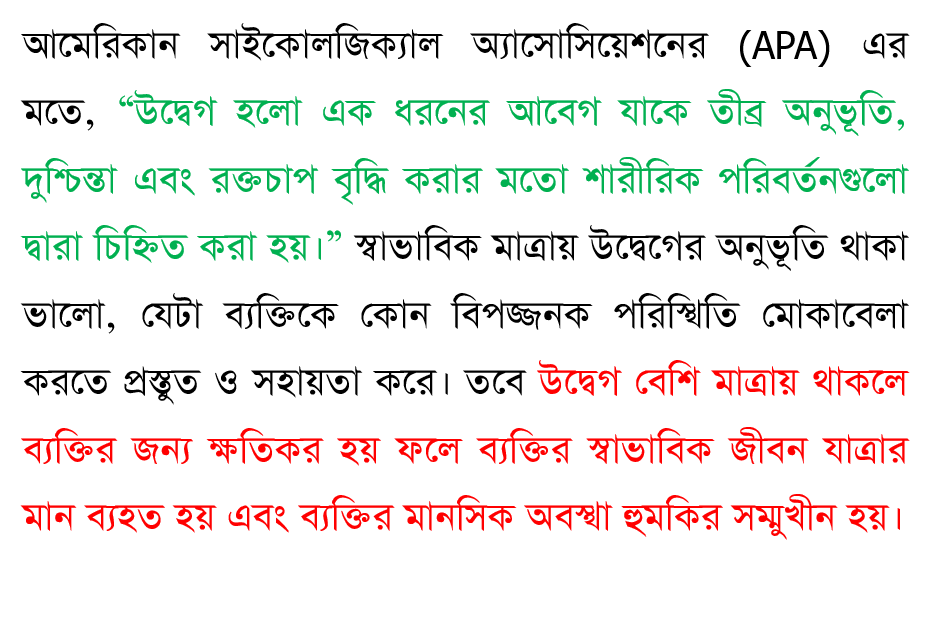 আমেরিকান সাইকোলজিক্যাল অ্যাসোসিয়েশনের (APA) এর
মতে, “উদ্বেগ হলো এক ধরনের আবেগ যাকে তীব্র অনুভূতি,
দুশ্চিন্তা এবং রক্তচাপ বৃদ্ধি করার মতো শারীরিক পরিবর্তনগুলো
দ্বারা চিহ্নিত করা হয়।” স্বাভাবিক মাত্রায় উদ্বেগের অনুভূতি থাকা
ভালো, যেটা ব্যক্তিকে কোন বিপজ্জনক পরিস্থিতি মোকাবেলা
করতে প্রস্তুত ও সহায়তা করে। তবে উদ্বেগ বেশি মাত্রায় থাকলে
ব্যক্তির জন্য ক্ষতিকর হয় ফলে ব্যক্তির স্বাভাবিক জীবন যাত্রার
মান ব্যহত হয় এবং ব্যক্তির মানসিক অবস্থা হুমকির সম্মুখীন হয়।